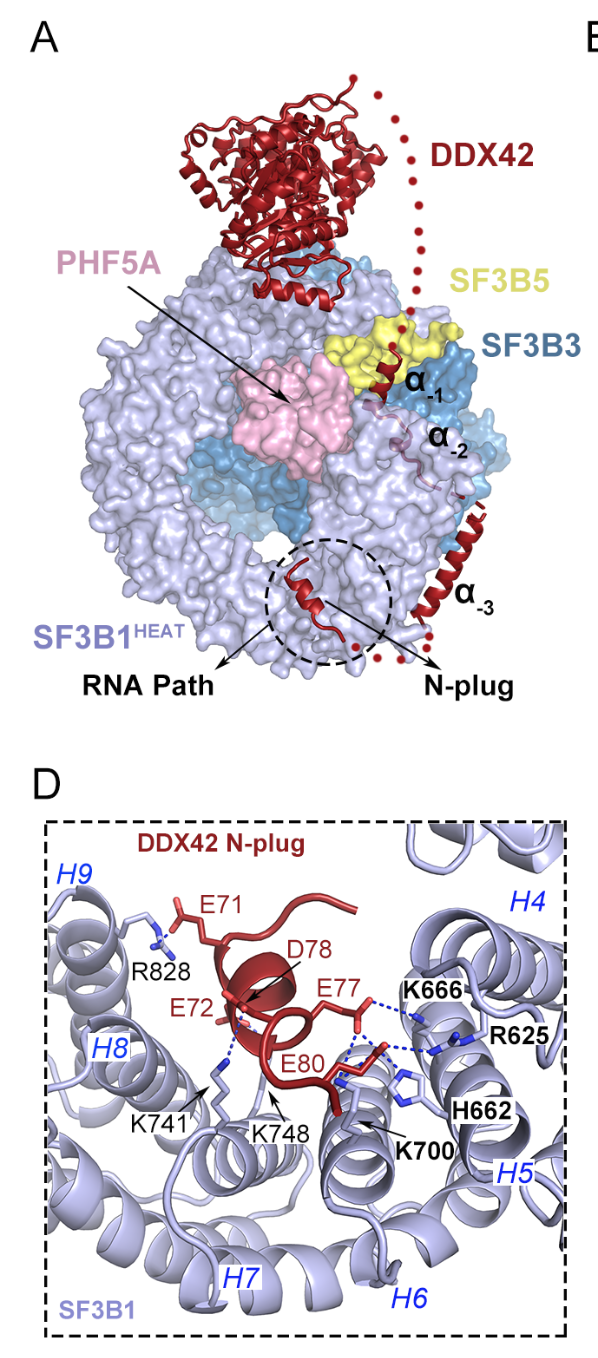 A
E
DDX42
PHF5A
SF3B5
SF3B3
α-1
α-2
α-3
SF3B1HEAT
RNA Path
N-plug
D
DDX42 N-plug
H9
E71
H4
D78
R828
E77
K666
E72
R625
H8
E80
K741
K748
H662
K700
H5
H7
H6
SF3B1